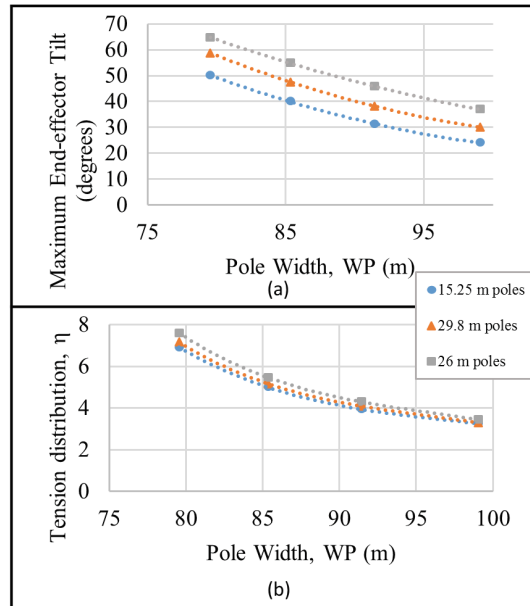 Maximum End-effector Tilt
(degrees)
70
60
50
40
30
20
10
0
75
85
95
Pole Width, WP (m)
(a)
15.25 m poles
29.8 m poles
26 m poles
Tension distribution, η
8
6
4
2
0
75
80
85
90
95
100
Pole Width, WP (m)
(b)